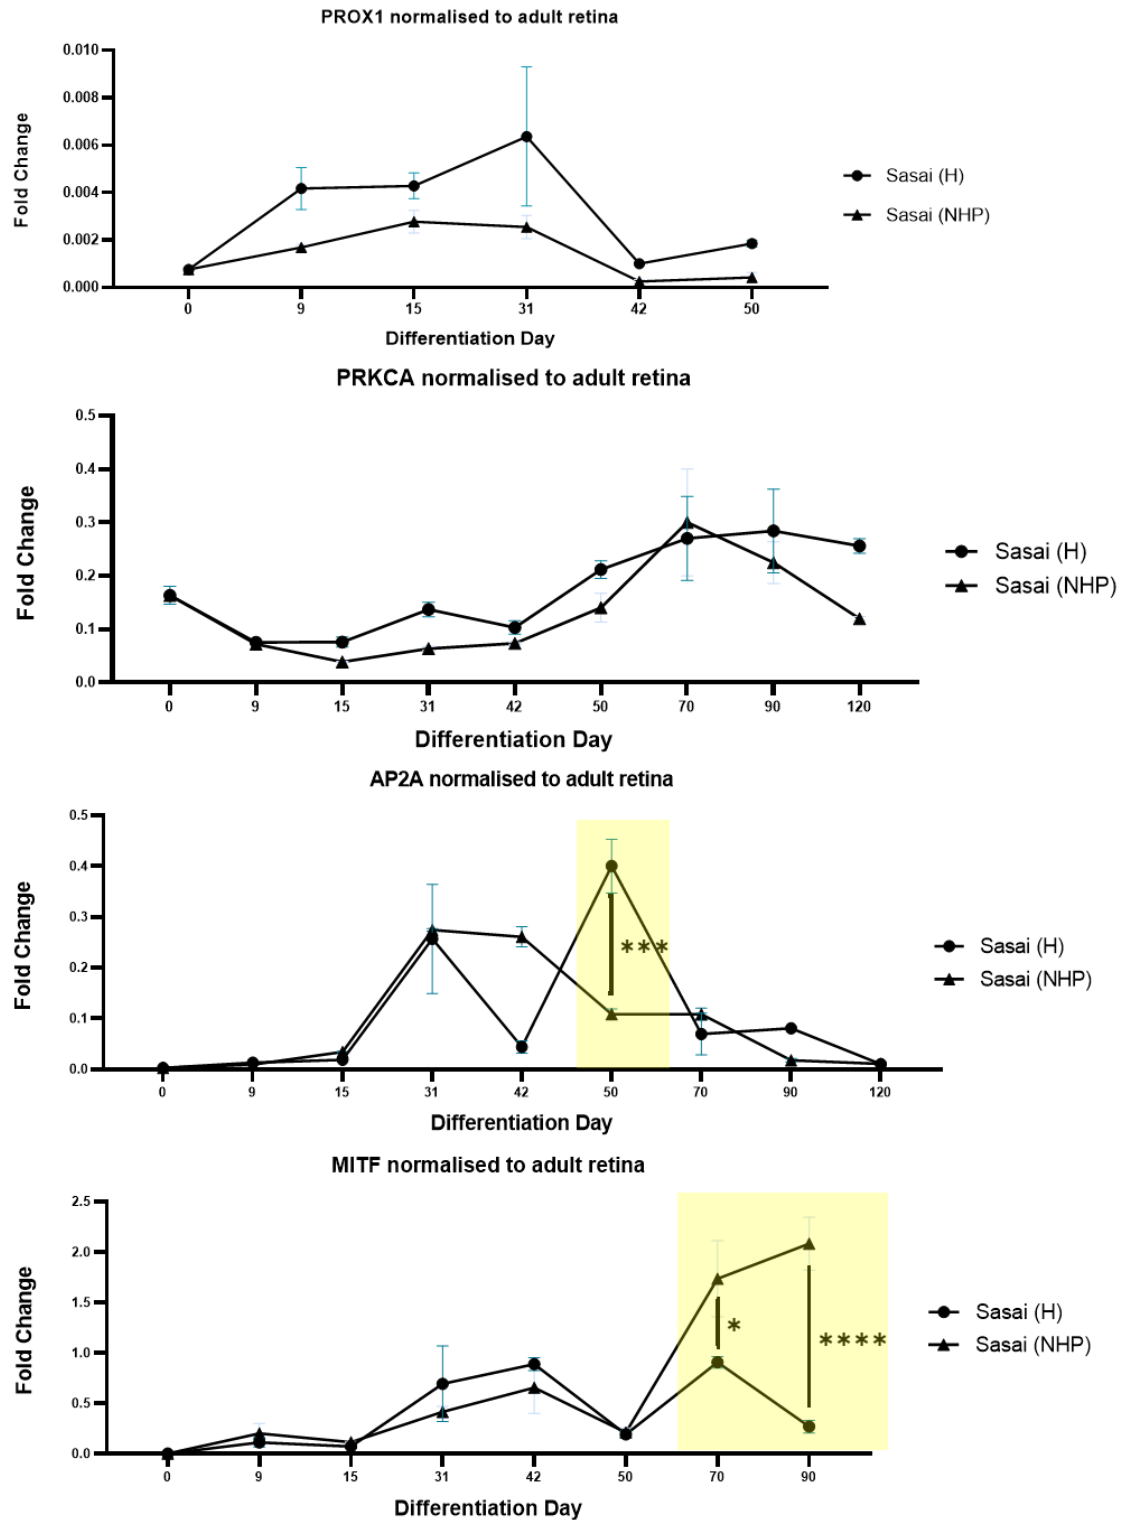 PROX1 normalised to adult retina
Fold Change
0.010
0.008
0.006
0.004
0.002
0.000
0 9 15 31 42 50
Differentiation Day
Sasai (H)
Sasai (NHP)
PRKCA normalised to adult retina
Fold Change
0.5
0.4
0.3
0.2
0.1
0.0
0 9 15 31 42 50 70 90 120
Differentiation Day
Sasai (H)
Sasai (NHP)
AP2A normalised to adult retina
Fold Change
0.5
0.4
0.3
0.2
0.1
0.0
***
0 9 15 31 42 50 70 90 120
Differentiation Day
Sasai (H)
Sasai (NHP)
MITF normalised to adult retina
Fold Change
2.5
2.0
1.5
1.0
0.5
0.0
*
****
0 9 15 31 42 50 70 90
Differentiation Day
Sasai (H)
Sasai (NHP)